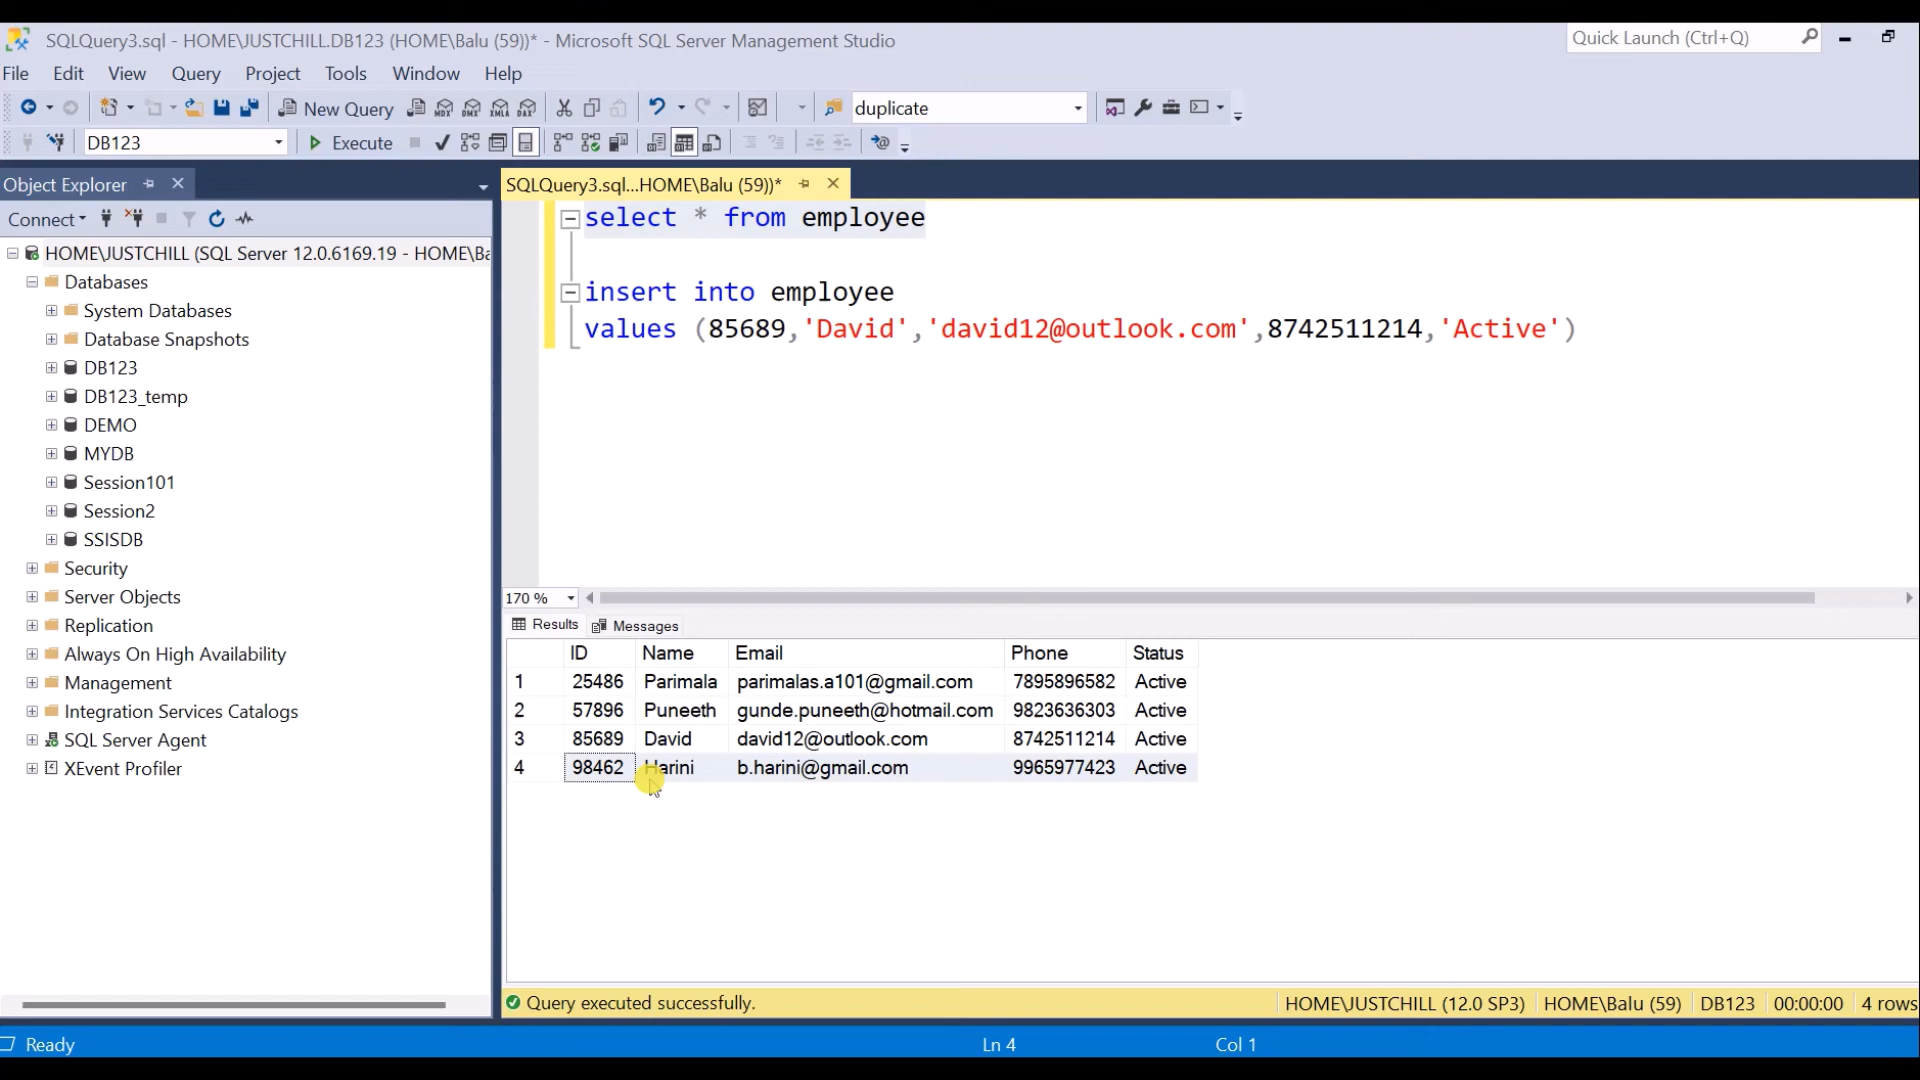 SQLQuery3.sql - HOME\JUSTCHILL.DB123 (HOME\Balu (59))* - Microsoft SQL Server Management Studio
Quick Launch (Ctrl+Q)
File Edit View Query Project Tools Window Help
New Query MDX DMX XMLA DAX duplicate
DB123 Execute
Object Explorer
SQLQuery3.sql...HOME\Balu (59))*
Connect
HOME\JUSTCHILL (SQL Server 12.0.6169.19 - HOME\Ba
Databases
System Databases
Database Snapshots
DB123
DB123_temp
DEMO
MYDB
Session101
Session2
SSISDB
Security
Server Objects
Replication
Always On High Availability
Management
Integration Services Catalogs
SQL Server Agent
XEvent Profiler
select * from employee
insert into employee
values (85689,'David','david12@outlook.com',8742511214,'Active')
170 %
Results Messages
ID Name Email Phone Status
1 25486 Parimala parimalas.a101@gmail.com 7895896582 Active
2 57896 Puneeth gunde.puneeth@hotmail.com 9823636303 Active
3 85689 David david12@outlook.com 8742511214 Active
4 98462 Harini b.harini@gmail.com 9965977423 Active
Query executed successfully.
HOME\JUSTCHILL (12.0 SP3) HOME\Balu (59) DB123 00:00:00 4 rows
Ready Ln 4 Col 1